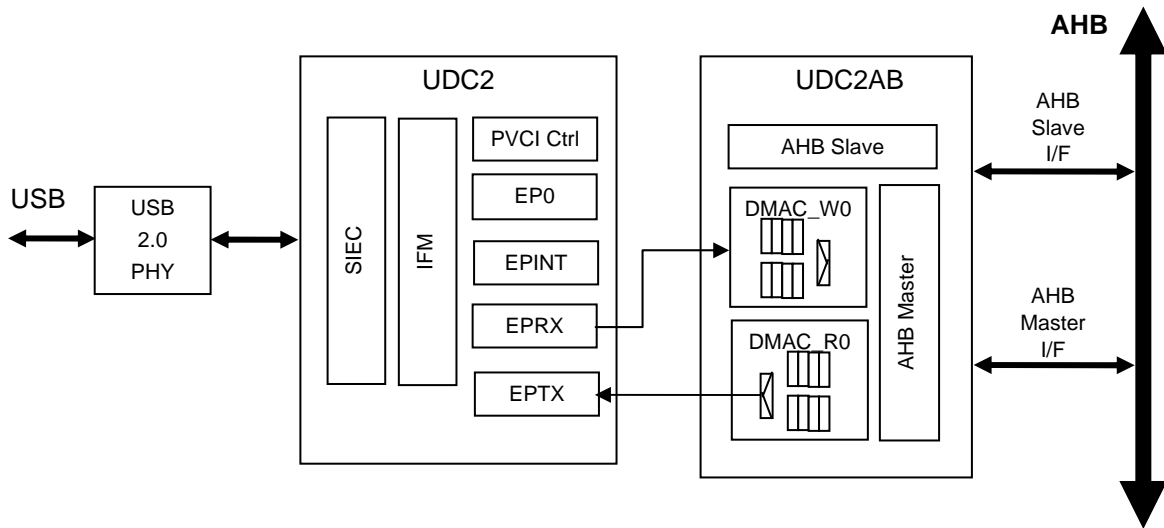 AHB
UDC2
UDC2AB
USB
USB
2.0
PHY
SIEC
IFM
PVCI Ctrl
EP0
EPINT
EPRX
EPTX
AHB Slave
DMAC_W0
DMAC_R0
AHB Master
AHB
Slave
I/F
AHB
Master
I/F